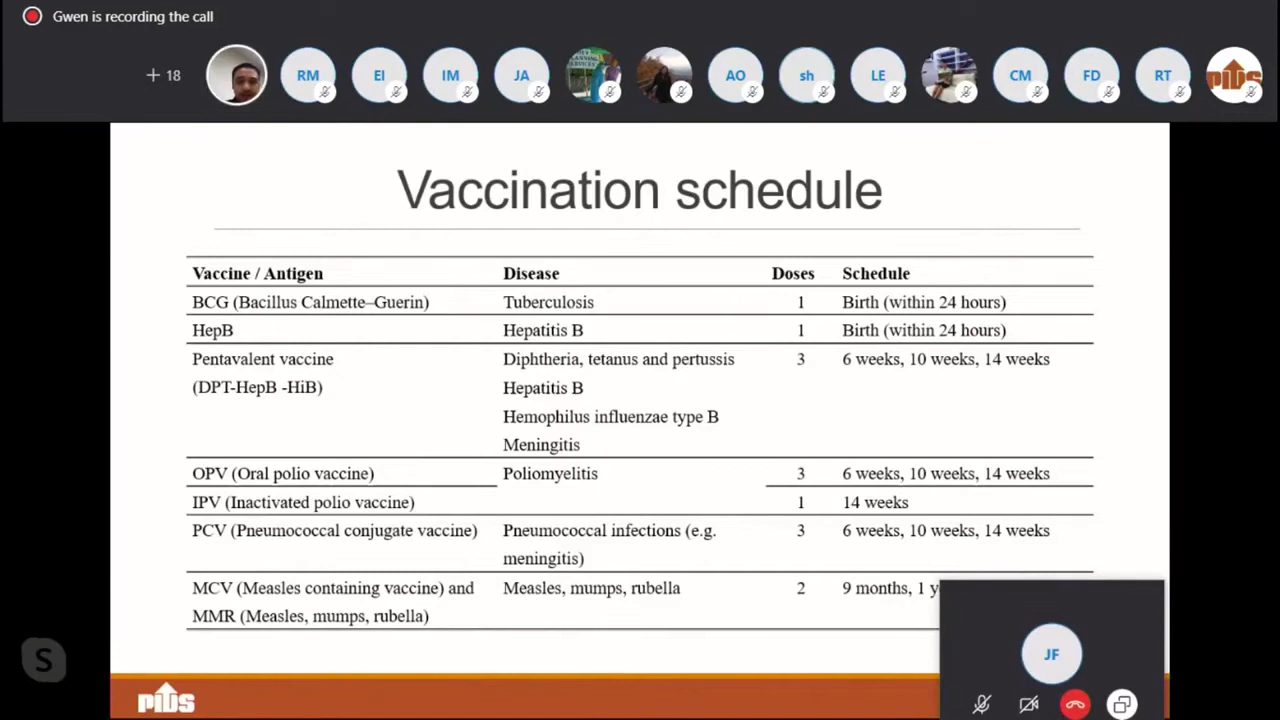 Gwen is recording the call
+ 18
RM
EI
IM
JA
AO
sh
LE
CM
FD
RT
PIDS
Vaccination schedule
Vaccine / Antigen Disease Doses Schedule
BCG (Bacillus Calmette–Guerin) Tuberculosis 1 Birth (within 24 hours)
HepB Hepatitis B 1 Birth (within 24 hours)
Pentavalent vaccine Diphtheria, tetanus and pertussis 3 6 weeks, 10 weeks, 14 weeks
(DPT-HepB -HiB) Hepatitis B
Hemophilus influenzae type B
Meningitis
OPV (Oral polio vaccine) Poliomyelitis 3 6 weeks, 10 weeks, 14 weeks
IPV (Inactivated polio vaccine) 1 14 weeks
PCV (Pneumococcal conjugate vaccine) Pneumococcal infections (e.g. 3 6 weeks, 10 weeks, 14 weeks
meningitis)
MCV (Measles containing vaccine) and Measles, mumps, rubella 2 9 months, 1
MMR (Measles, mumps, rubella)
JF
S
PIDS